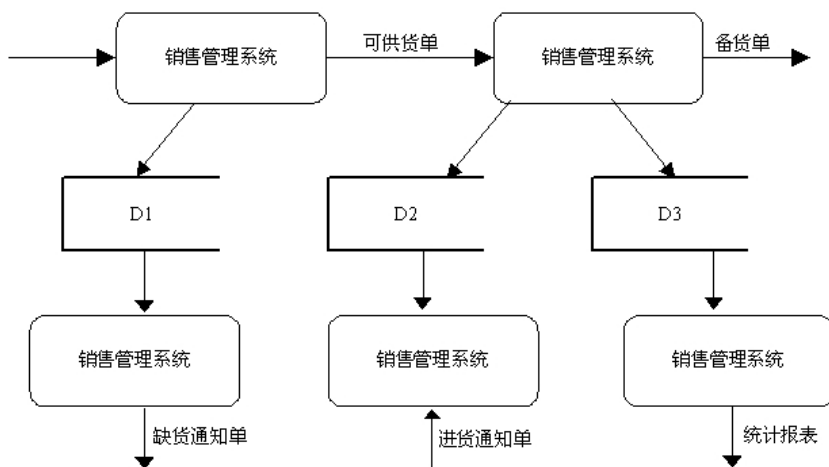 销售管理系统
可供货单
销售管理系统
备货单
D1
D2
D3
销售管理系统
销售管理系统
销售管理系统
缺货通知单
进货通知单
统计报表